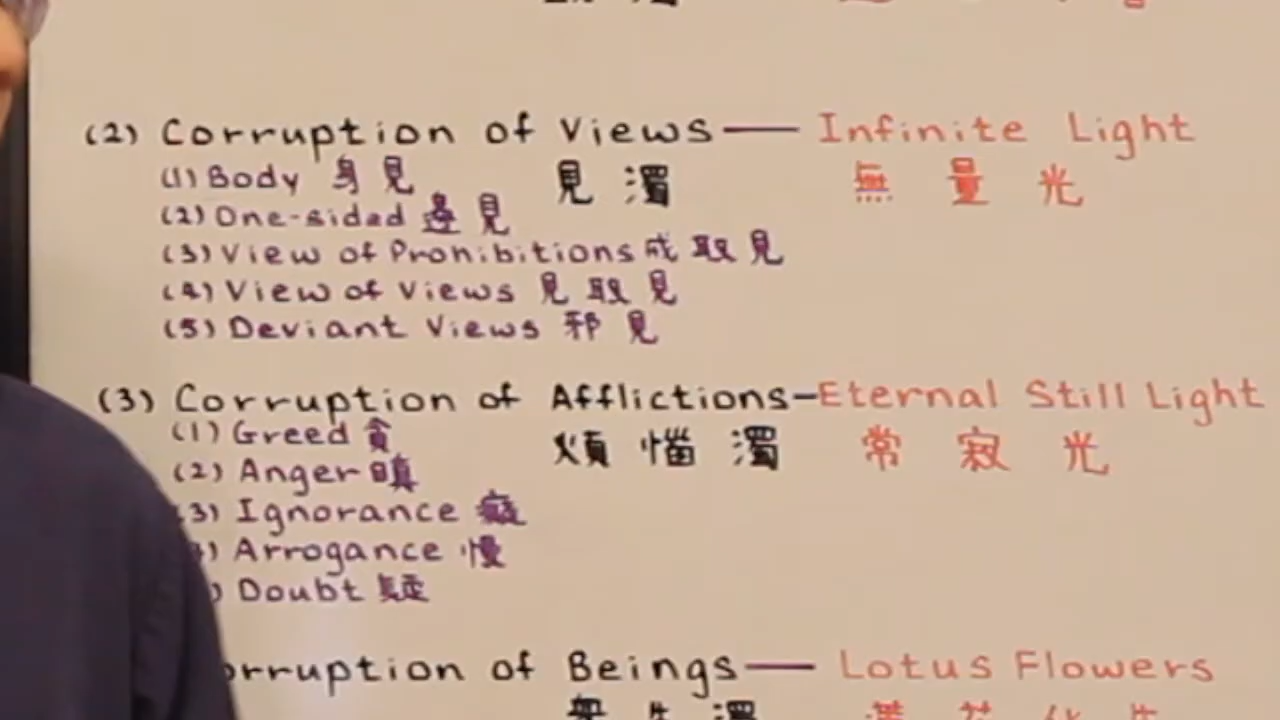 (2) Corruption of Views — Infinite Light
(1) Body 身見 見濁 無量光
(2) One-sided 邊見
(3) View of Prohibitions 戒取見
(4) View of Views 見取見
(5) Deviant Views 邪見
(3) Corruption of Afflictions – Eternal Still Light
(1) Greed 貪 煩惱濁 常寂光
(2) Anger 瞋
3) Ignorance 癡
) Arrogance 慢
) Doubt 疑
orruption of Beings — Lotus Flowers